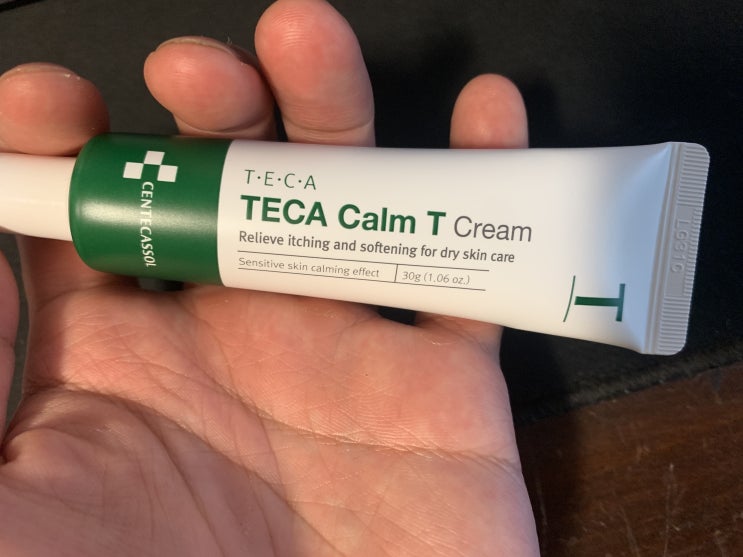 CENTECASSOL
T·E·C·A
TECA Calm T Cream
Relieve itching and softening for dry skin care
Sensitive skin calming effect | 30g (1.06 oz.)
T